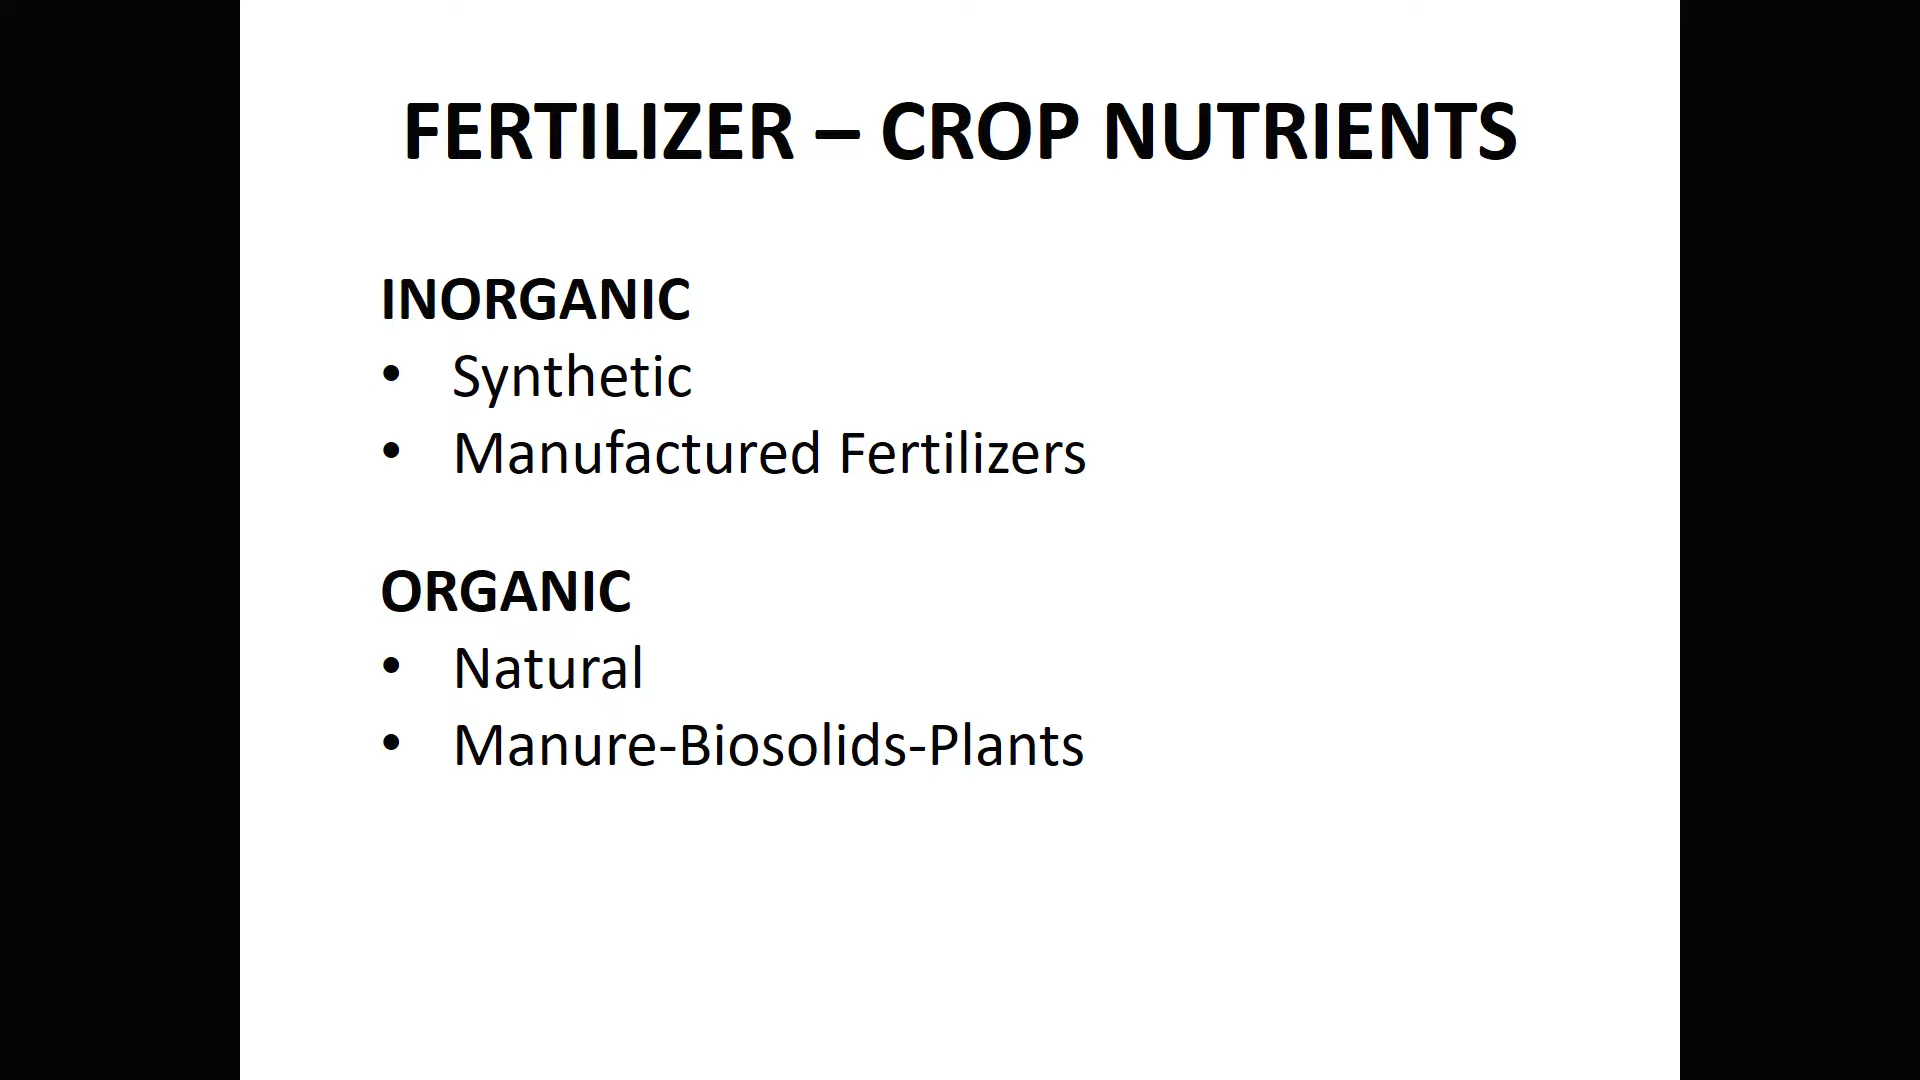 FERTILIZER – CROP NUTRIENTS
INORGANIC
• Synthetic
• Manufactured Fertilizers
ORGANIC
• Natural
• Manure-Biosolids-Plants